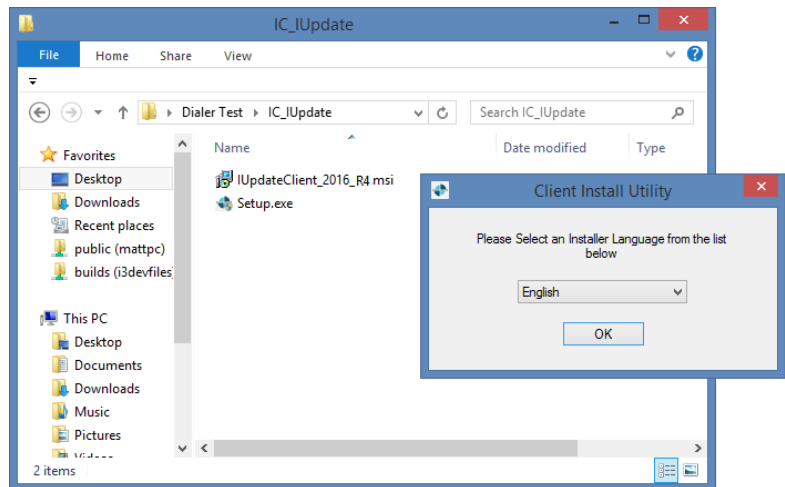 IC_IUpdate
File Home Share View
Dialer Test IC_IUpdate Search IC_IUpdate
Name Date modified Type
Favorites
Desktop
Downloads
Recent places
public (mattpc)
builds (i3devfiles)
This PC
Desktop
Documents
Downloads
Music
Pictures
Videos
IUpdateClient_2016_R4 msi
Setup.exe
Client Install Utility
Please Select an Installer Language from the list
below
English
OK
2 items